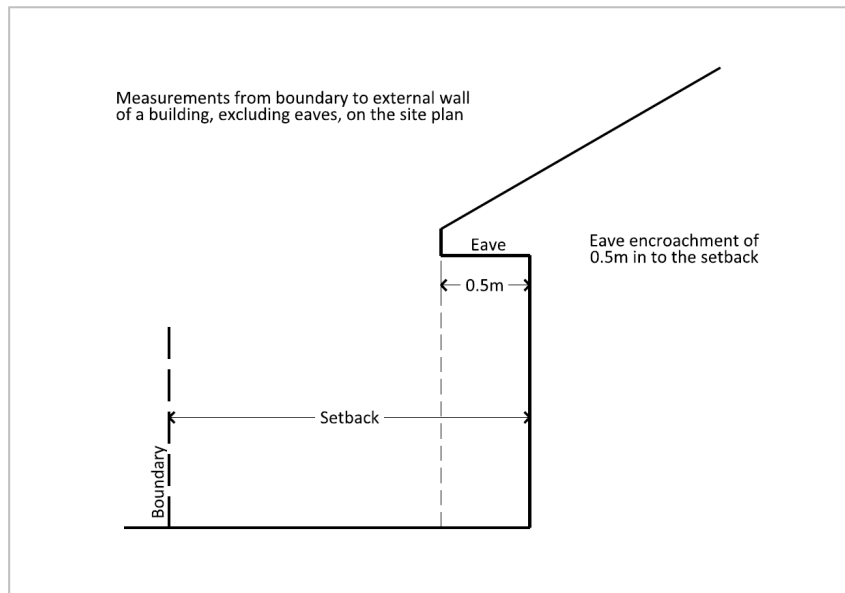 Measurements from boundary to external wall
of a building, excluding eaves, on the site plan
Eave
Eave encroachment of
0.5m in to the setback
0.5m
Setback
Boundary